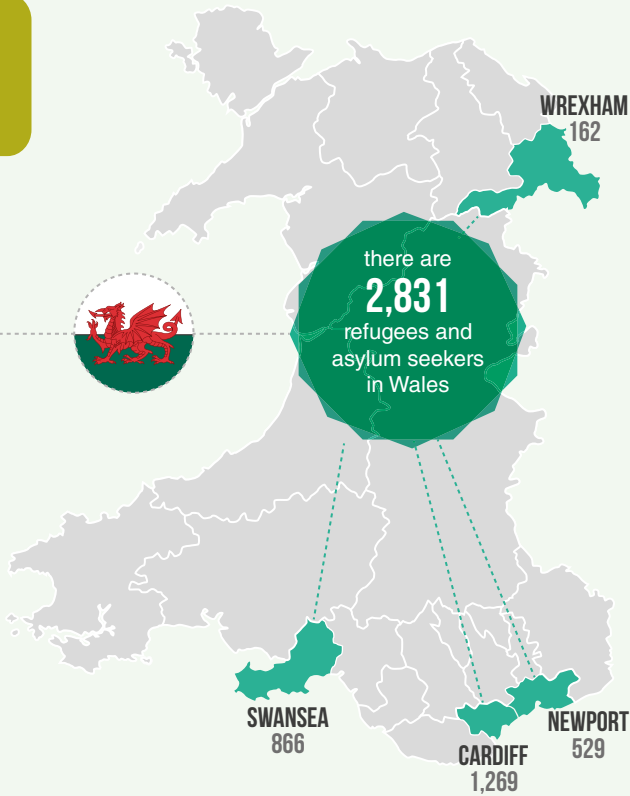 WREXHAM
162
there are
2,831
refugees and
asylum seekers
in Wales
SWANSEA
866
NEWPORT
529
CARDIFF
1,269